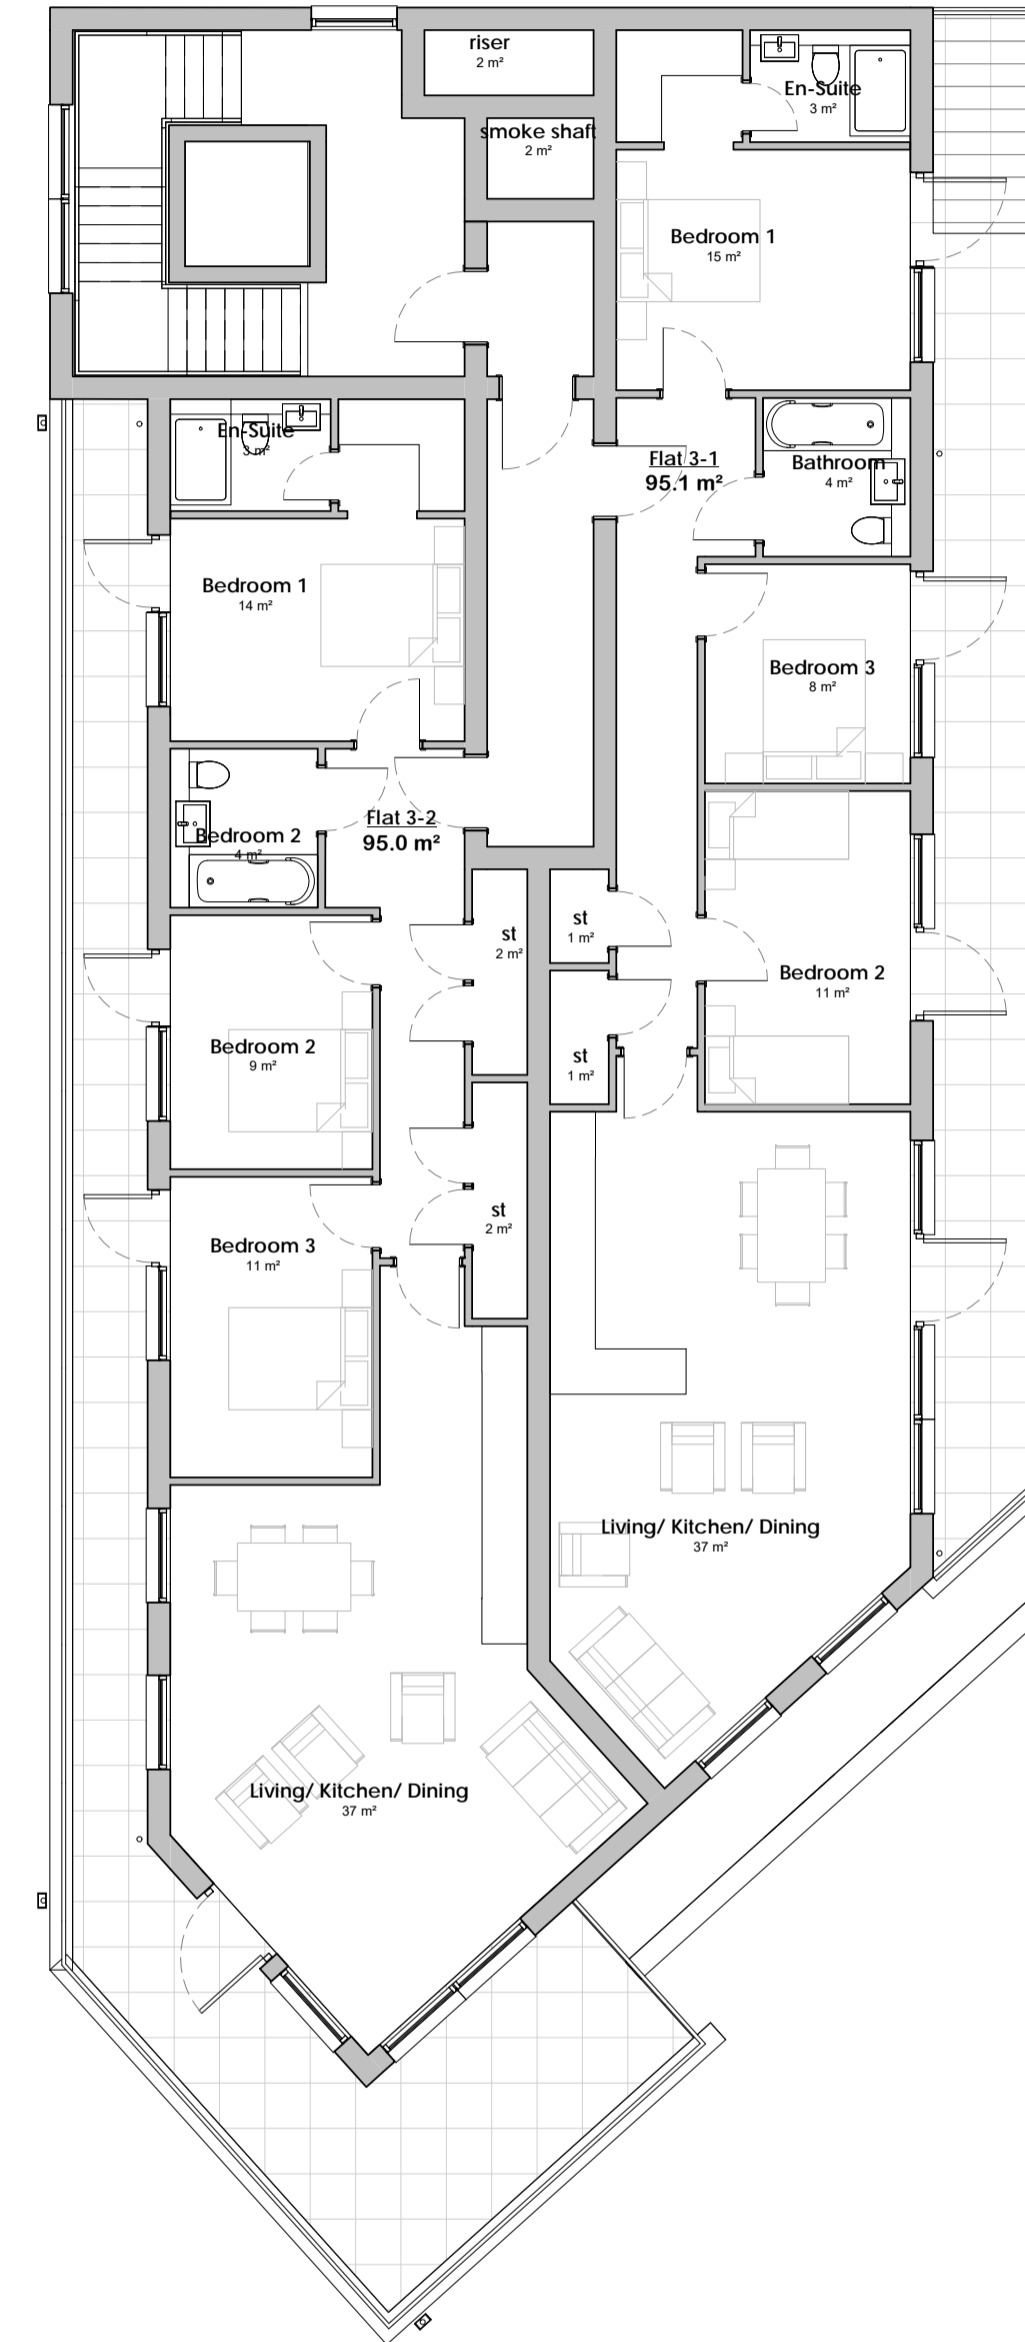 riser
2 m²
En-Suite
3 m²
smoke shaft
2 m²
Bedroom 1
15 m²
En-Suite
3 m²
Flat 3-1
95.1 m²
Bathroom
4 m²
Bedroom 1
14 m²
Bedroom 3
8 m²
Flat 3-2
95.0 m²
Bedroom 2
4 m²
st
1 m²
st
2 m²
Bedroom 2
11 m²
Bedroom 2
9 m²
st
1 m²
st
2 m²
Bedroom 3
11 m²
Living/ Kitchen/ Dining
37 m²
Living/ Kitchen/ Dining
37 m²